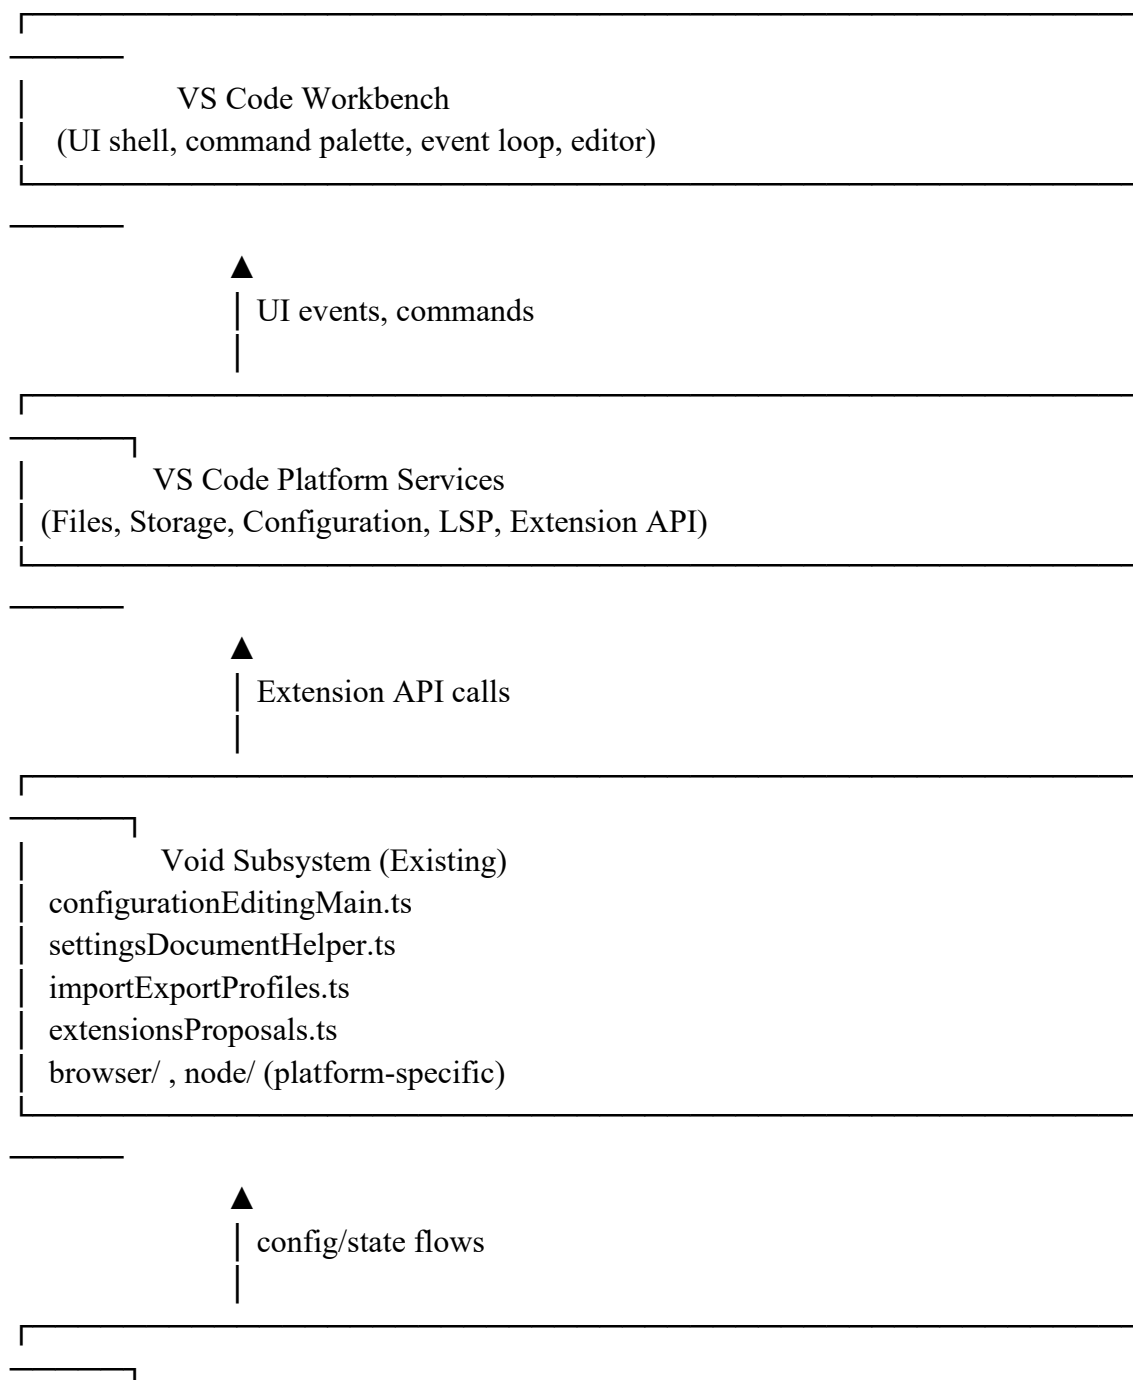 VS Code Workbench
(UI shell, command palette, event loop, editor)
▲
│ UI events, commands
│
VS Code Platform Services
(Files, Storage, Configuration, LSP, Extension API)
▲
│ Extension API calls
│
Void Subsystem (Existing)
configurationEditingMain.ts
settingsDocumentHelper.ts
importExportProfiles.ts
extensionsProposals.ts
browser/ , node/ (platform-specific)
▲
│ config/state flows
│